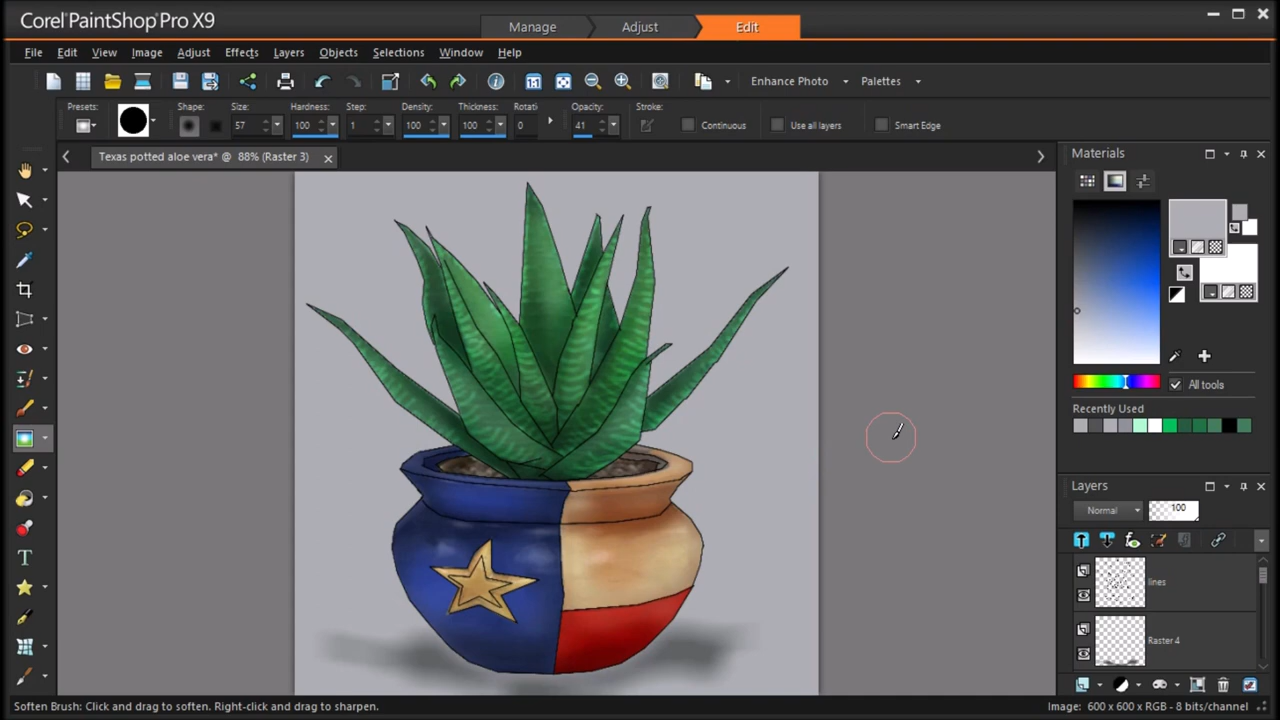 Corel® PaintShop® Pro X9
Manage Adjust Edit
File Edit View Image Adjust Effects Layers Objects Selections Window Help
Enhance Photo Palettes
Presets: Shape: Size: Hardness: Step: Density: Thickness: Rotati Opacity: Stroke:
57 100 1 100 100 0 41 Continuous Use all layers Smart Edge
Texas potted aloe vera* @ 88% (Raster 3)
Materials
All tools
Recently Used
Layers
Normal 100
lines
Raster 4
Soften Brush: Click and drag to soften. Right-click and drag to sharpen.
Image: 600 x 600 x RGB - 8 bits/channel